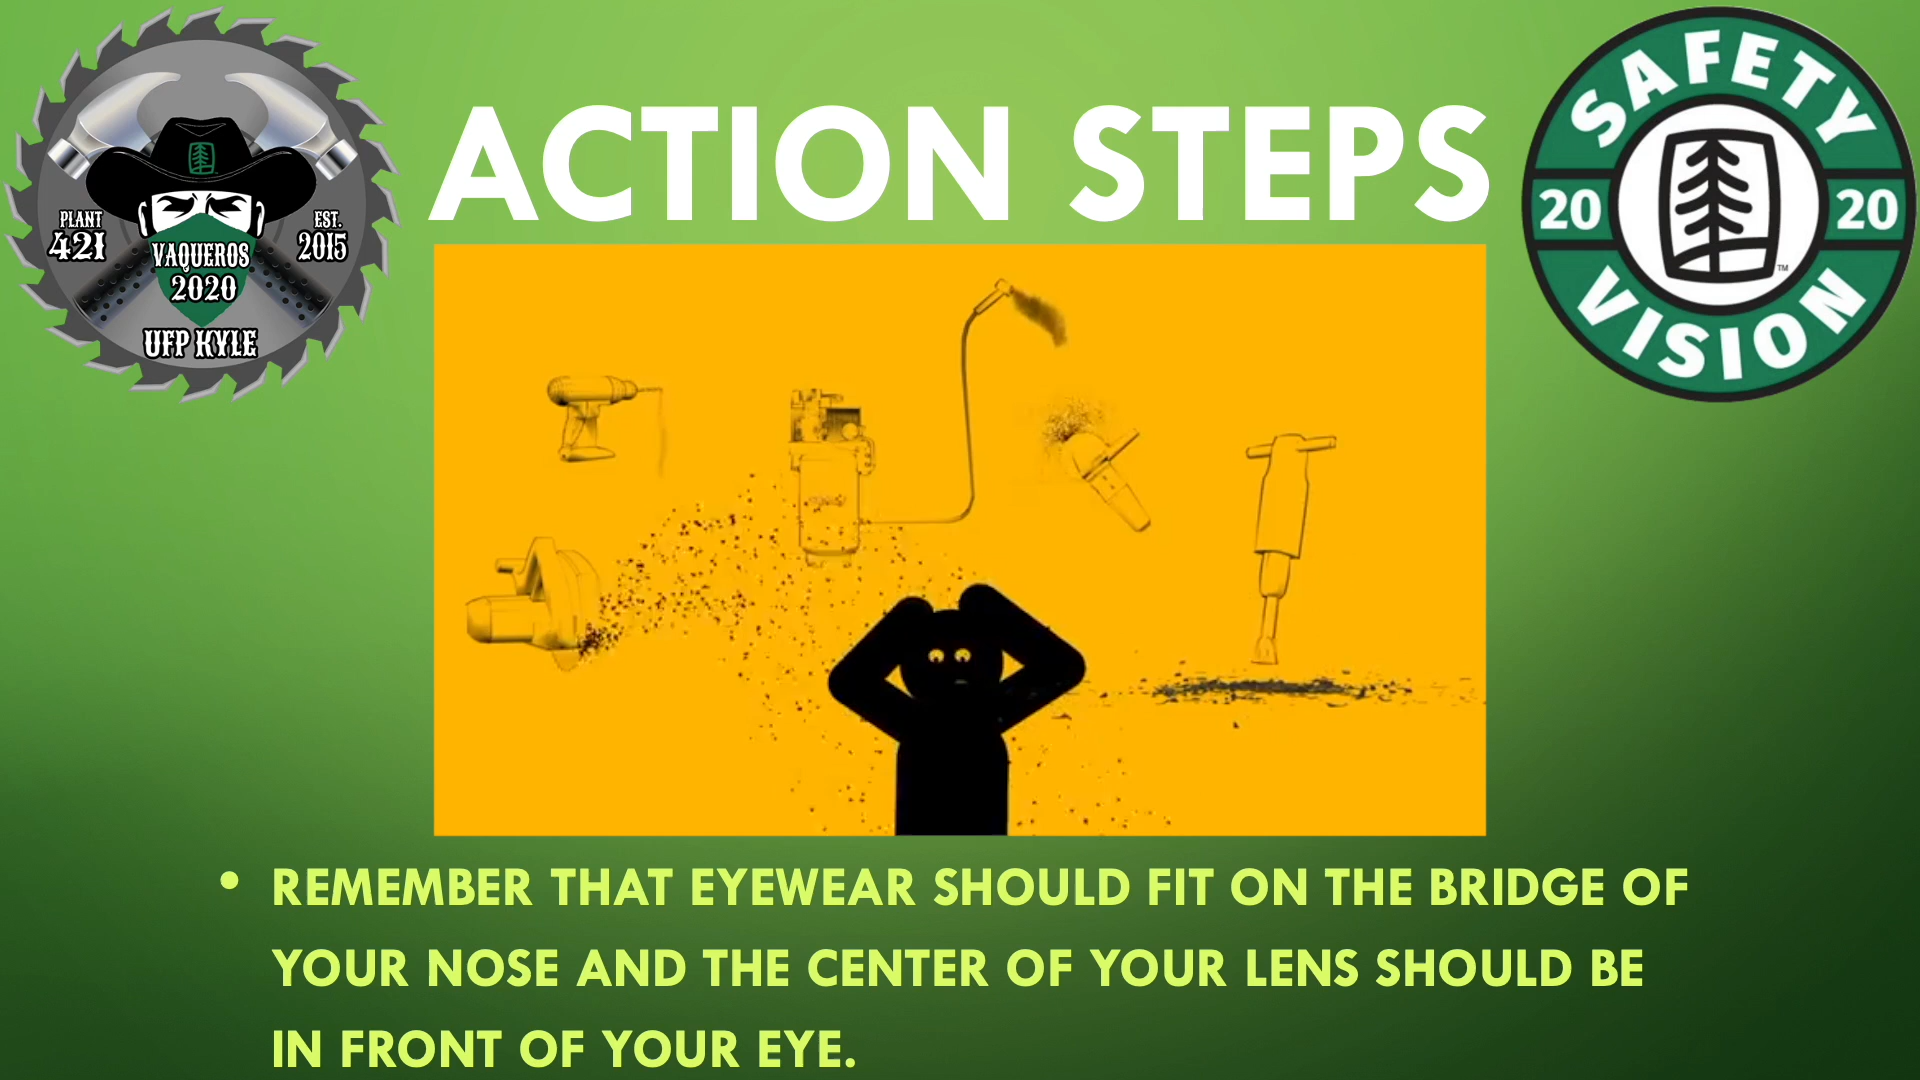 ACTION STEPS
PLANT
421
EST.
2015
VAQUEROS
2020
UFP KYLE
SAFETY
20 20
VISION
TM
• REMEMBER THAT EYEWEAR SHOULD FIT ON THE BRIDGE OF
YOUR NOSE AND THE CENTER OF YOUR LENS SHOULD BE
IN FRONT OF YOUR EYE.